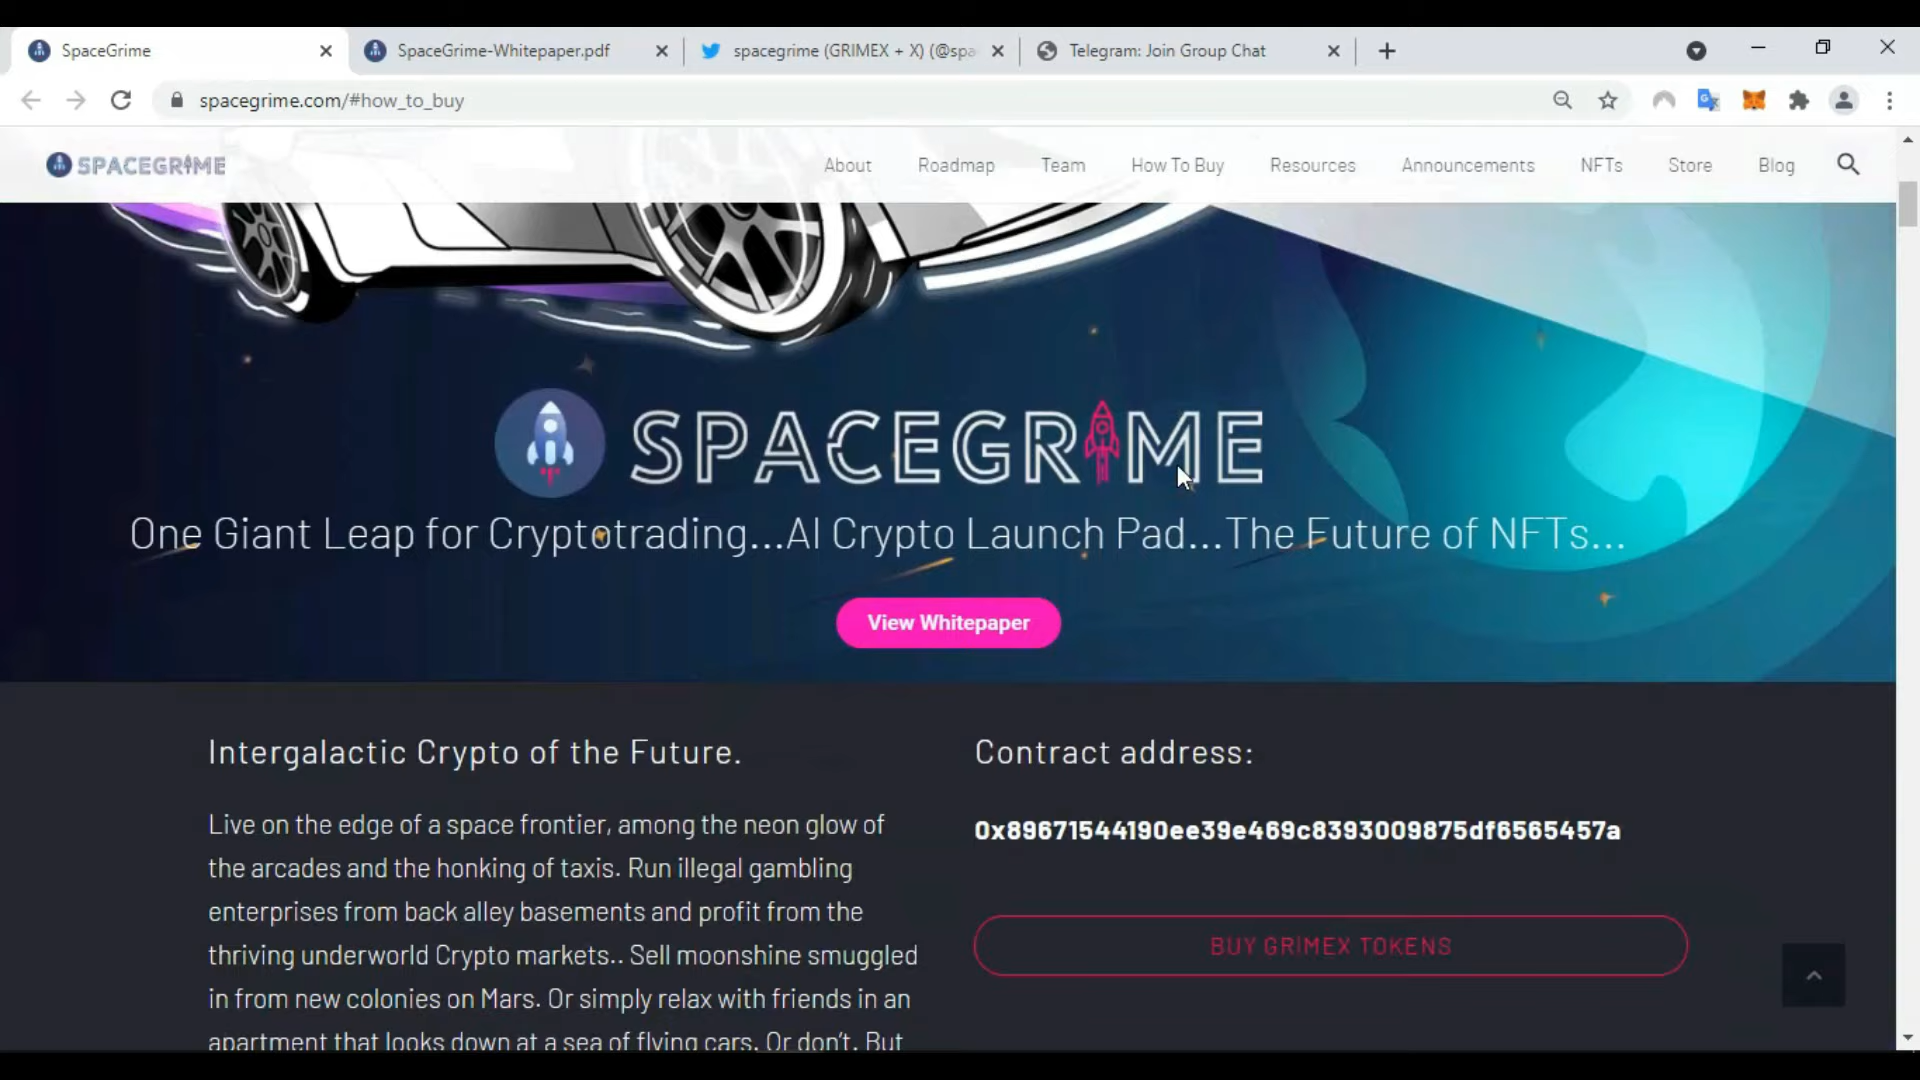 SpaceGrime
SpaceGrime-Whitepaper.pdf
spacegrime (GRIMEX + X) (@spa
Telegram: Join Group Chat
spacegrime.com/#how_to_buy
SPACEGRIME
About
Roadmap
Team
How To Buy
Resources
Announcements
NFTs
Store
Blog
SPACEGRIME
One Giant Leap for Cryptotrading...AI Crypto Launch Pad...The Future of NFTs...
View Whitepaper
Intergalactic Crypto of the Future.
Live on the edge of a space frontier, among the neon glow of
the arcades and the honking of taxis. Run illegal gambling
enterprises from back alley basements and profit from the
thriving underworld Crypto markets.. Sell moonshine smuggled
in from new colonies on Mars. Or simply relax with friends in an
apartment that looks down at a sea of flying cars. Or don't. But
Contract address:
0x89671544190ee39e469c8393009875df6565457a
BUY GRIMEX TOKENS